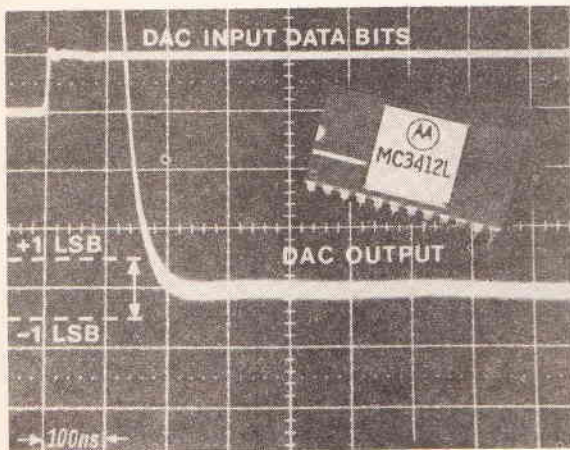 DAC INPUT DATA BITS
MC3412L
+1 LSB
DAC OUTPUT
-1 LSB
100ns